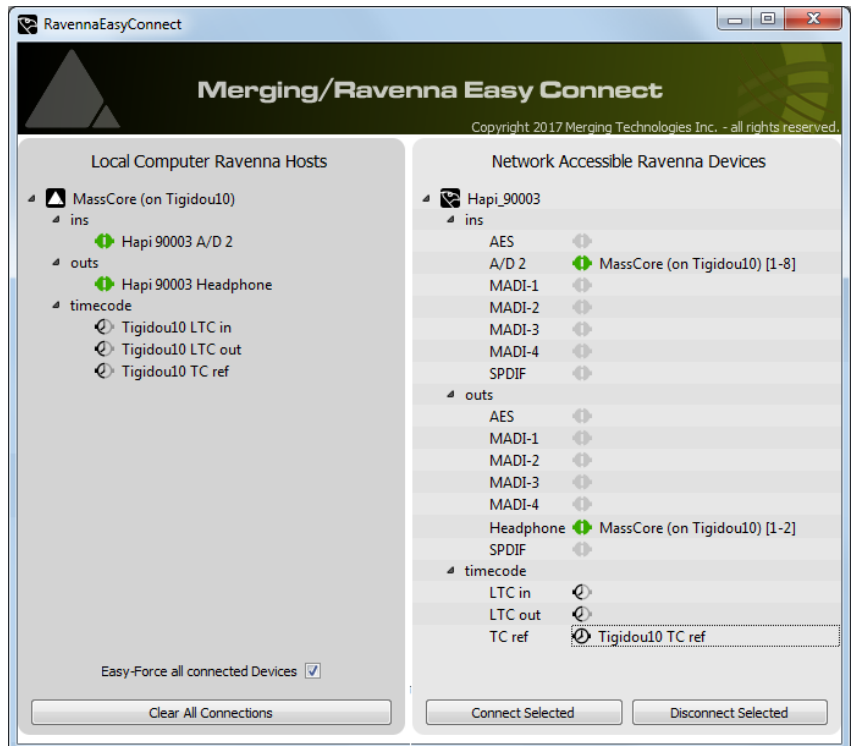 RavennaEasyConnect
Merging/Ravenna Easy Connect
Copyright 2017 Merging Technologies Inc. - all rights reserved.
Local Computer Ravenna Hosts
MassCore (on Tigidou10)
ins
Hapi 90003 A/D 2
outs
Hapi 90003 Headphone
timecode
Tigidou10 LTC in
Tigidou10 LTC out
Tigidou10 TC ref
Easy-Force all connected Devices
Clear All Connections
Network Accessible Ravenna Devices
Hapi_90003
ins
AES
A/D 2 MassCore (on Tigidou10) [1-8]
MADI-1
MADI-2
MADI-3
MADI-4
SPDIF
outs
AES
MADI-1
MADI-2
MADI-3
MADI-4
Headphone MassCore (on Tigidou10) [1-2]
SPDIF
timecode
LTC in
LTC out
TC ref Tigidou10 TC ref
Connect Selected Disconnect Selected